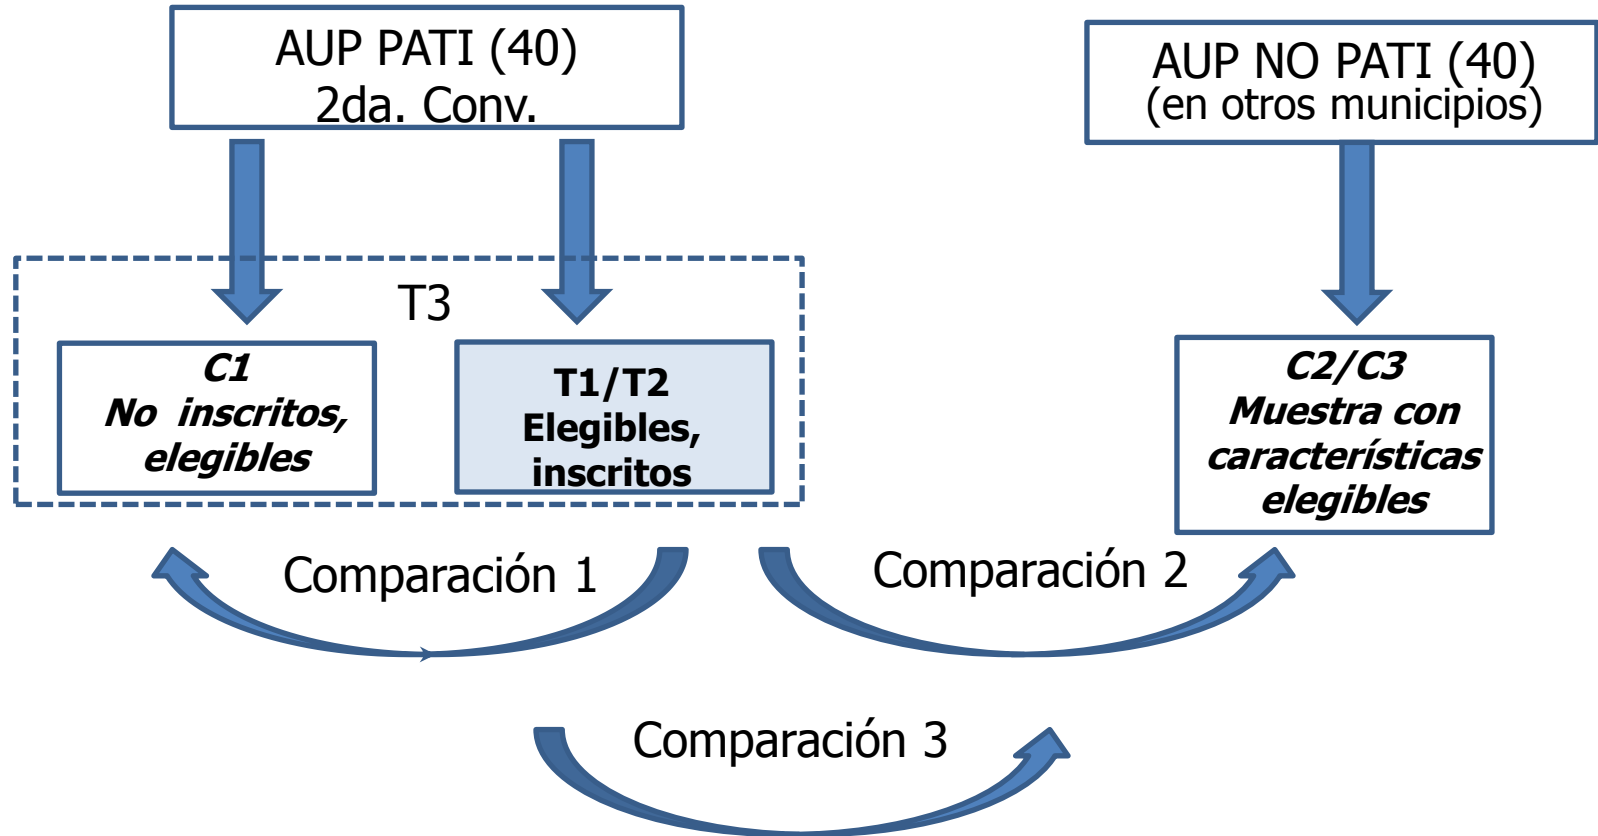 AUP PATI (40)
2da. Conv.
AUP NO PATI (40)
(en otros municipios)
T3
C1
No inscritos,
elegibles
T1/T2
Elegibles,
inscritos
C2/C3
Muestra con
características
elegibles
Comparación 1
Comparación 2
Comparación 3